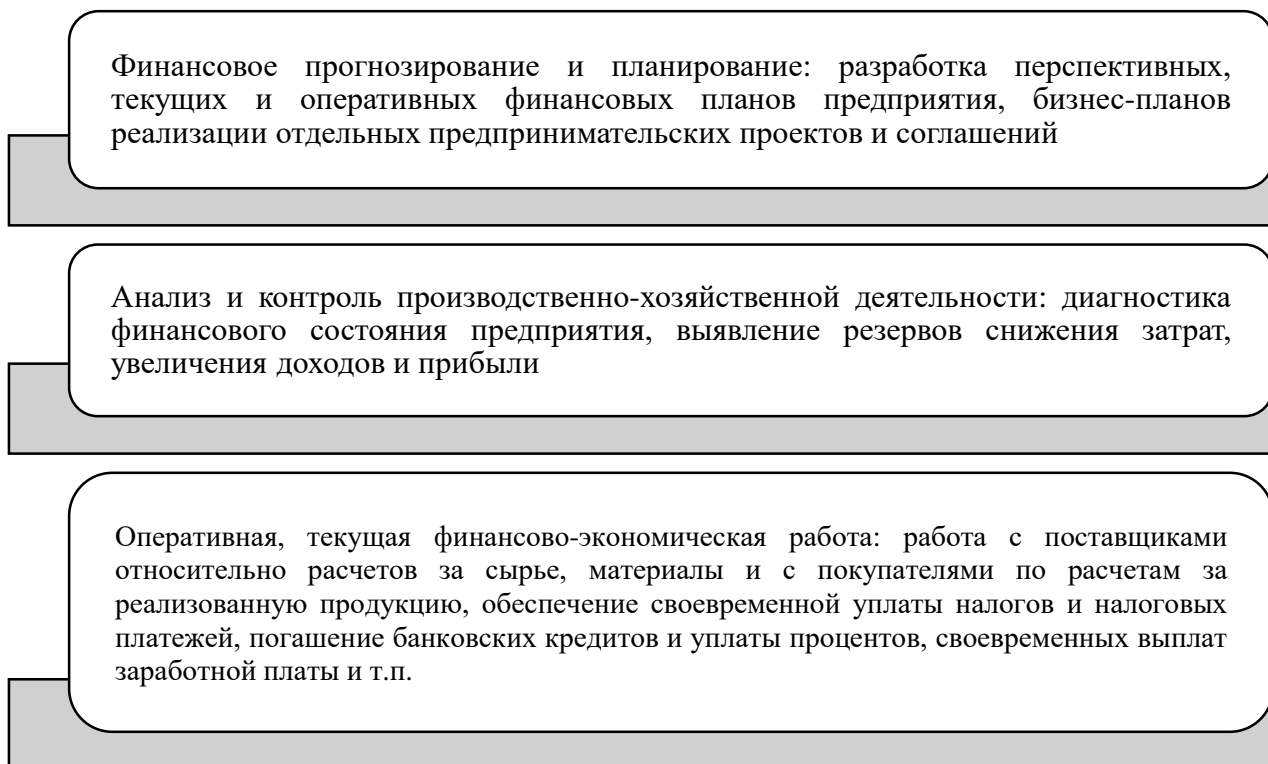 Финансовое прогнозирование и планирование: разработка перспективных,
текущих и оперативных финансовых планов предприятия, бизнес-планов
реализации отдельных предпринимательских проектов и соглашений
Анализ и контроль производственно-хозяйственной деятельности: диагностика
финансового состояния предприятия, выявление резервов снижения затрат,
увеличения доходов и прибыли
Оперативная, текущая финансово-экономическая работа: работа с поставщиками
относительно расчетов за сырье, материалы и с покупателями по расчетам за
реализованную продукцию, обеспечение своевременной уплаты налогов и налоговых
платежей, погашение банковских кредитов и уплаты процентов, своевременных выплат
заработной платы и т.п.